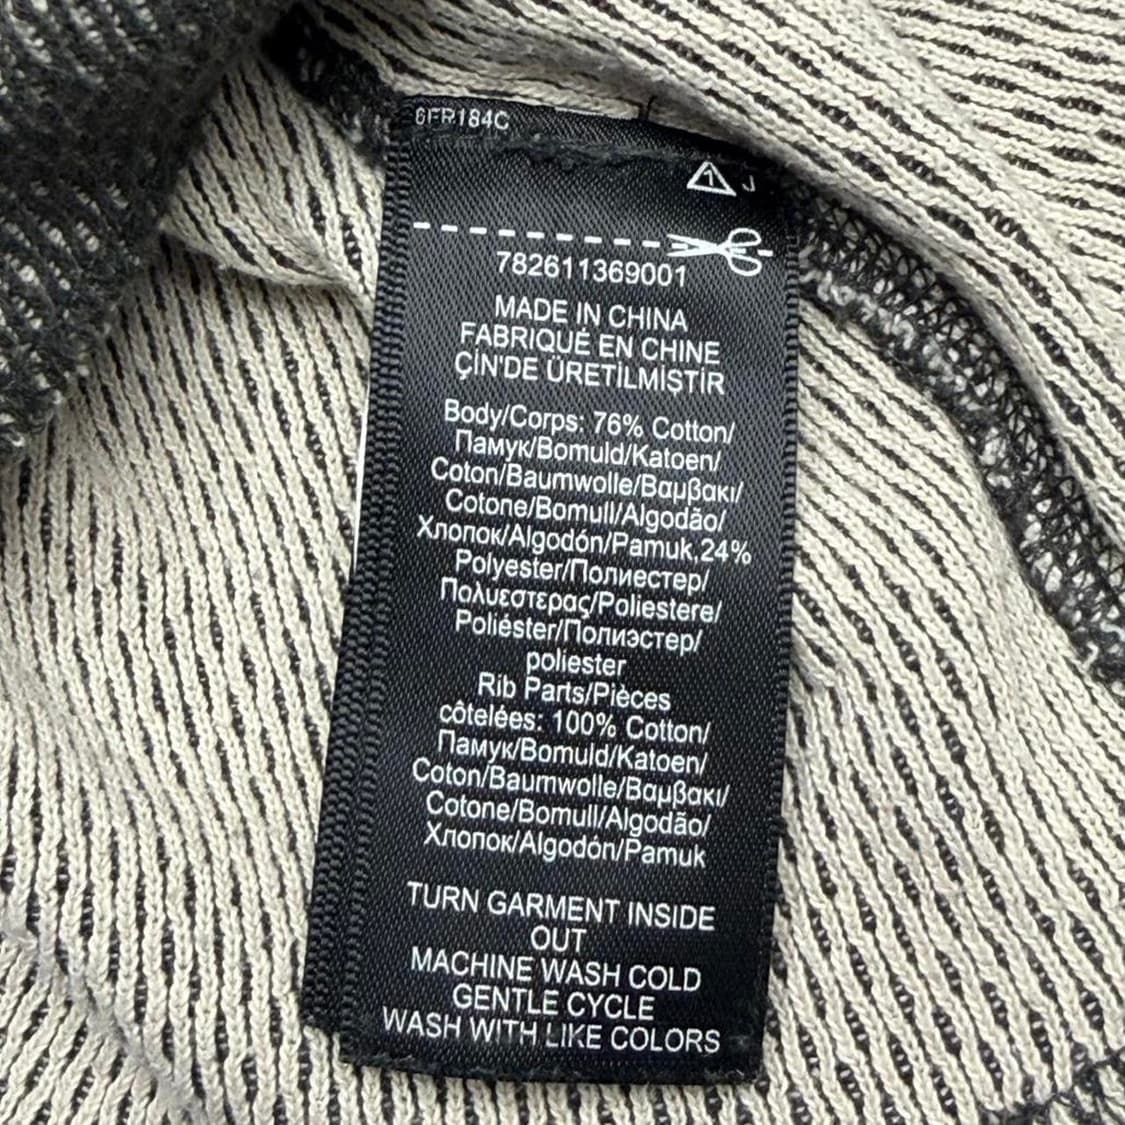 6FR184C
1 J
782611369001
MADE IN CHINA
FABRIQUÉ EN CHINE
ÇİN'DE ÜRETİLMİŞTİR
Body/Corps: 76% Cotton/
Памук/Bomuld/Katoen/
Coton/Baumwolle/Βαμβακι/
Cotone/Bomull/Algodão/
Хлопок/Algodón/Pamuk,24%
Polyester/Полиестер/
Πολυεστερας/Poliestere/
Poliéster/Полиэстер/
poliester
Rib Parts/Pièces
côtelées: 100% Cotton/
Памук/Bomuld/Katoen/
Coton/Baumwolle/Βαμβακι/
Cotone/Bomull/Algodão/
Хлопок/Algodón/Pamuk
TURN GARMENT INSIDE
OUT
MACHINE WASH COLD
GENTLE CYCLE
WASH WITH LIKE COLORS